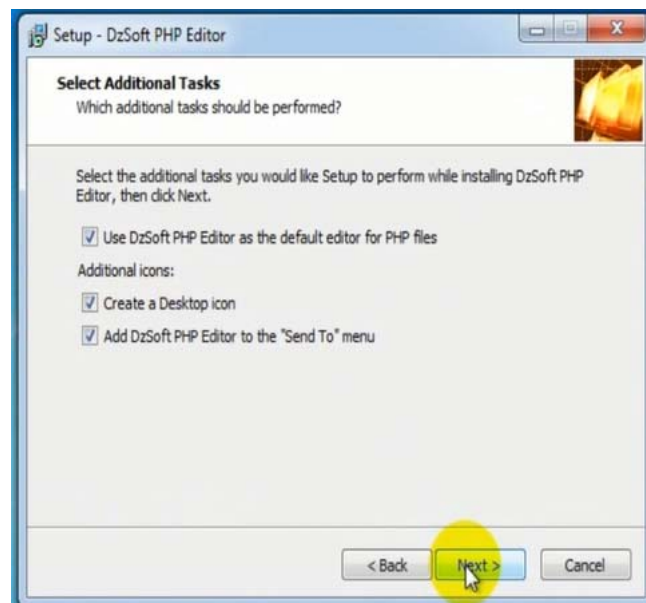 Setup - DzSoft PHP Editor
Select Additional Tasks
Which additional tasks should be performed?
Select the additional tasks you would like Setup to perform while installing DzSoft PHP
Editor, then click Next.
Use DzSoft PHP Editor as the default editor for PHP files
Additional icons:
Create a Desktop icon
Add DzSoft PHP Editor to the "Send To" menu
< Back Next > Cancel